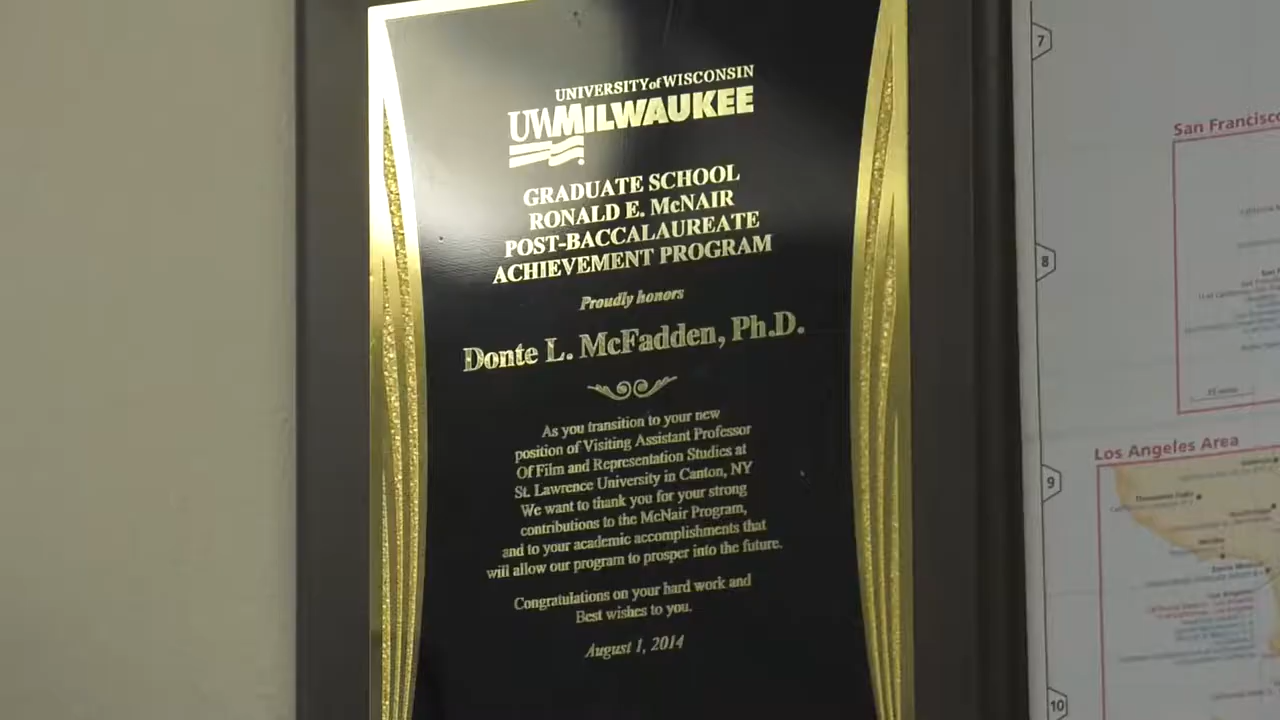 UNIVERSITY of WISCONSIN
UWMILWAUKEE
GRADUATE SCHOOL
RONALD E. McNAIR
POST-BACCALAUREATE
ACHIEVEMENT PROGRAM
Proudly honors
Donte L. McFadden, Ph.D.
As you transition to your new
position of Visiting Assistant Professor
Of Film and Representation Studies at
St. Lawrence University in Canton, NY
We want to thank you for your strong
contributions to the McNair Program,
and to your academic accomplishments that
will allow our program to prosper into the future.
Congratulations on your hard work and
Best wishes to you.
August 1, 2014
7
San Francisco
8
Los Angeles Area
9
10